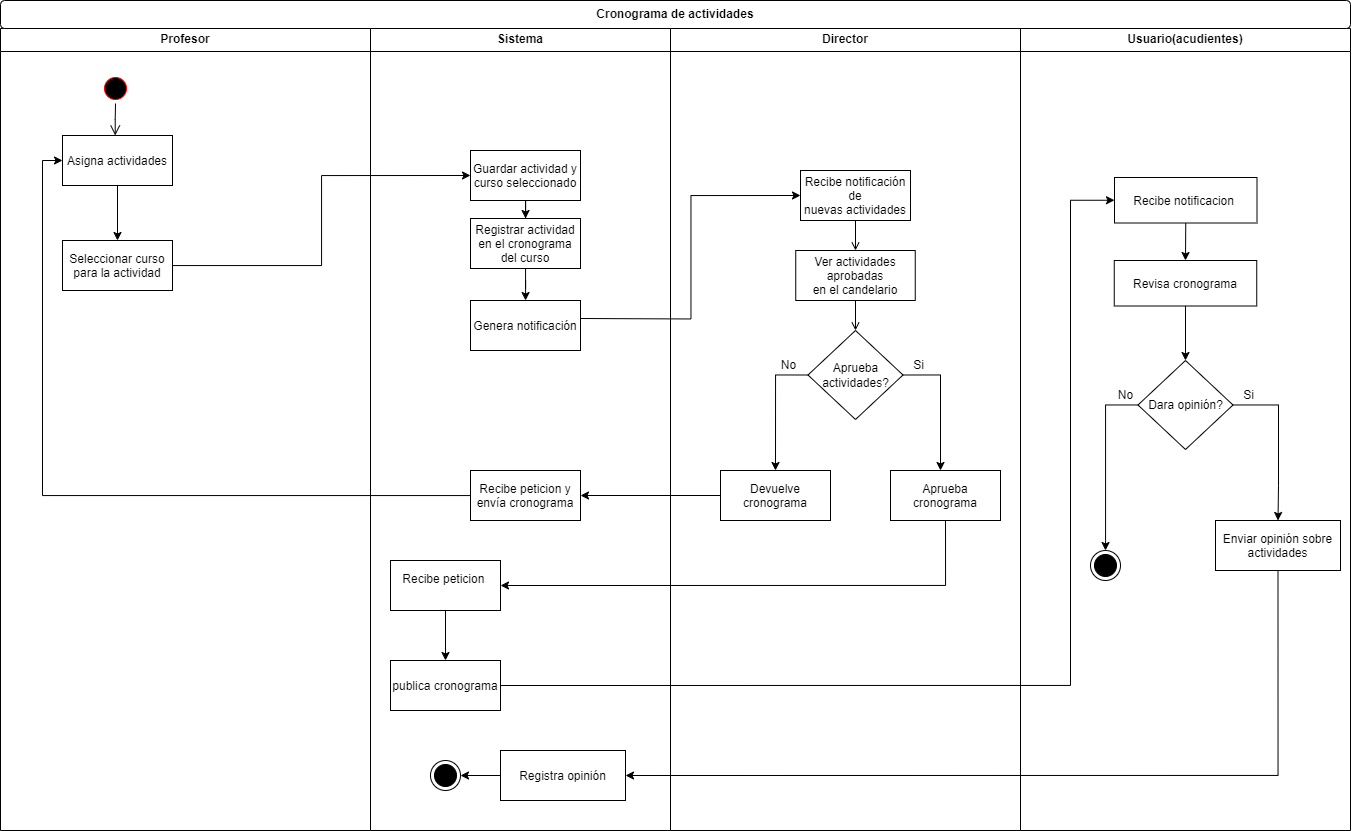 Cronograma de actividades
Profesor
Sistema
Director
Usuario(acudientes)
Asigna actividades
Seleccionar curso
para la actividad
Guardar actividad y
curso seleccionado
Registrar actividad
en el cronograma
del curso
Genera notificación
Recibe notificación
de
nuevas actividades
Ver actividades
aprobadas
en el candelario
Aprueba
actividades?
No
Si
Devuelve
cronograma
Aprueba
cronograma
Recibe peticion y
envía cronograma
Recibe peticion
publica cronograma
Recibe notificacion
Revisa cronograma
Dara opinión?
No
Si
Enviar opinión sobre
actividades
Registra opinión